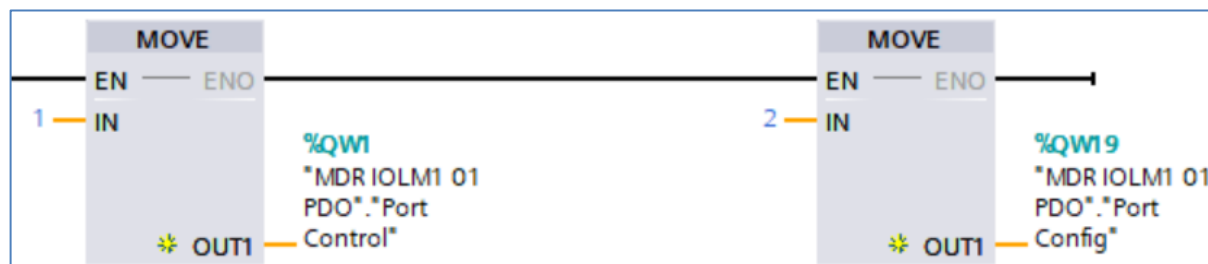 MOVE
EN ENO
1 IN
%QW1
"MDR IOLM1 01
PDO"."Port
Control"
OUT1
MOVE
EN ENO
2 IN
%QW19
"MDR IOLM1 01
PDO"."Port
Config"
OUT1